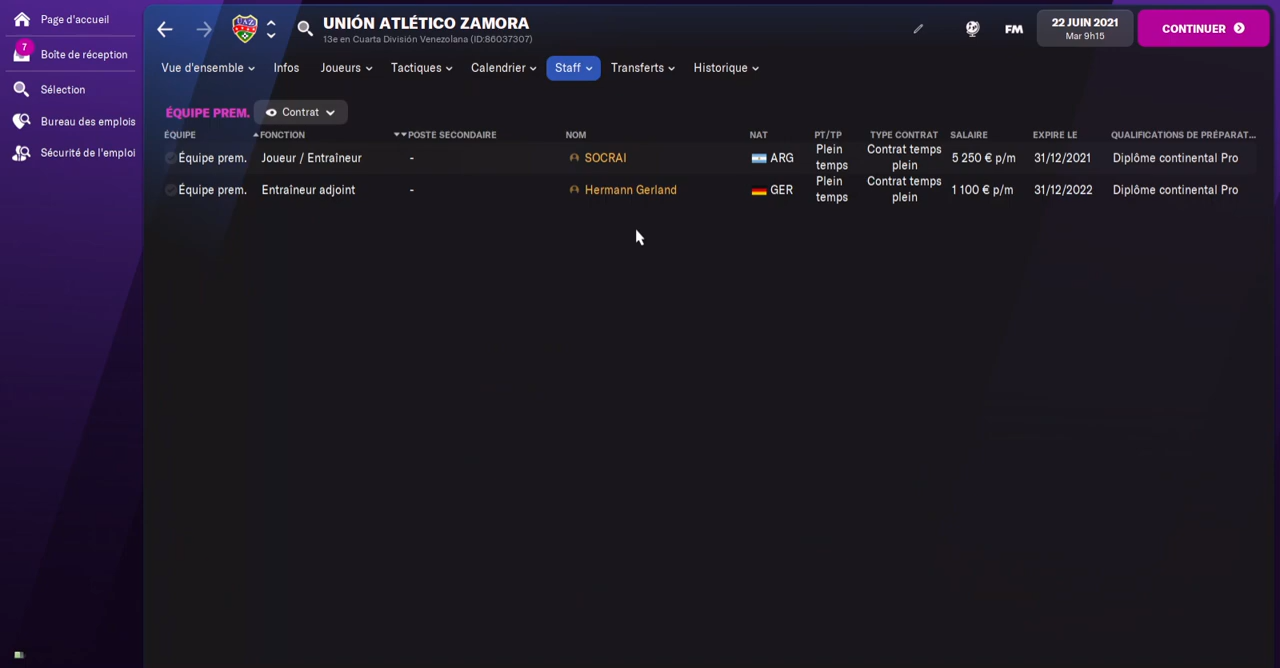 Page d'accueil
7
Boîte de réception
Sélection
Bureau des emplois
Sécurité de l'emploi
UNIÓN ATLÉTICO ZAMORA
13e en Cuarta División Venezolana (ID:86037307)
FM
22 JUIN 2021
Mar 9h15
CONTINUER
Vue d'ensemble Infos Joueurs Tactiques Calendrier Staff Transferts Historique
ÉQUIPE PREM. Contrat
ÉQUIPE FONCTION POSTE SECONDAIRE NOM NAT PT/TP TYPE CONTRAT SALAIRE EXPIRE LE QUALIFICATIONS DE PRÉPARAT...
Équipe prem. Joueur / Entraîneur - SOCRAI ARG Plein temps Contrat temps plein 5 250 € p/m 31/12/2021 Diplôme continental Pro
Équipe prem. Entraîneur adjoint - Hermann Gerland GER Plein temps Contrat temps plein 1 100 € p/m 31/12/2022 Diplôme continental Pro